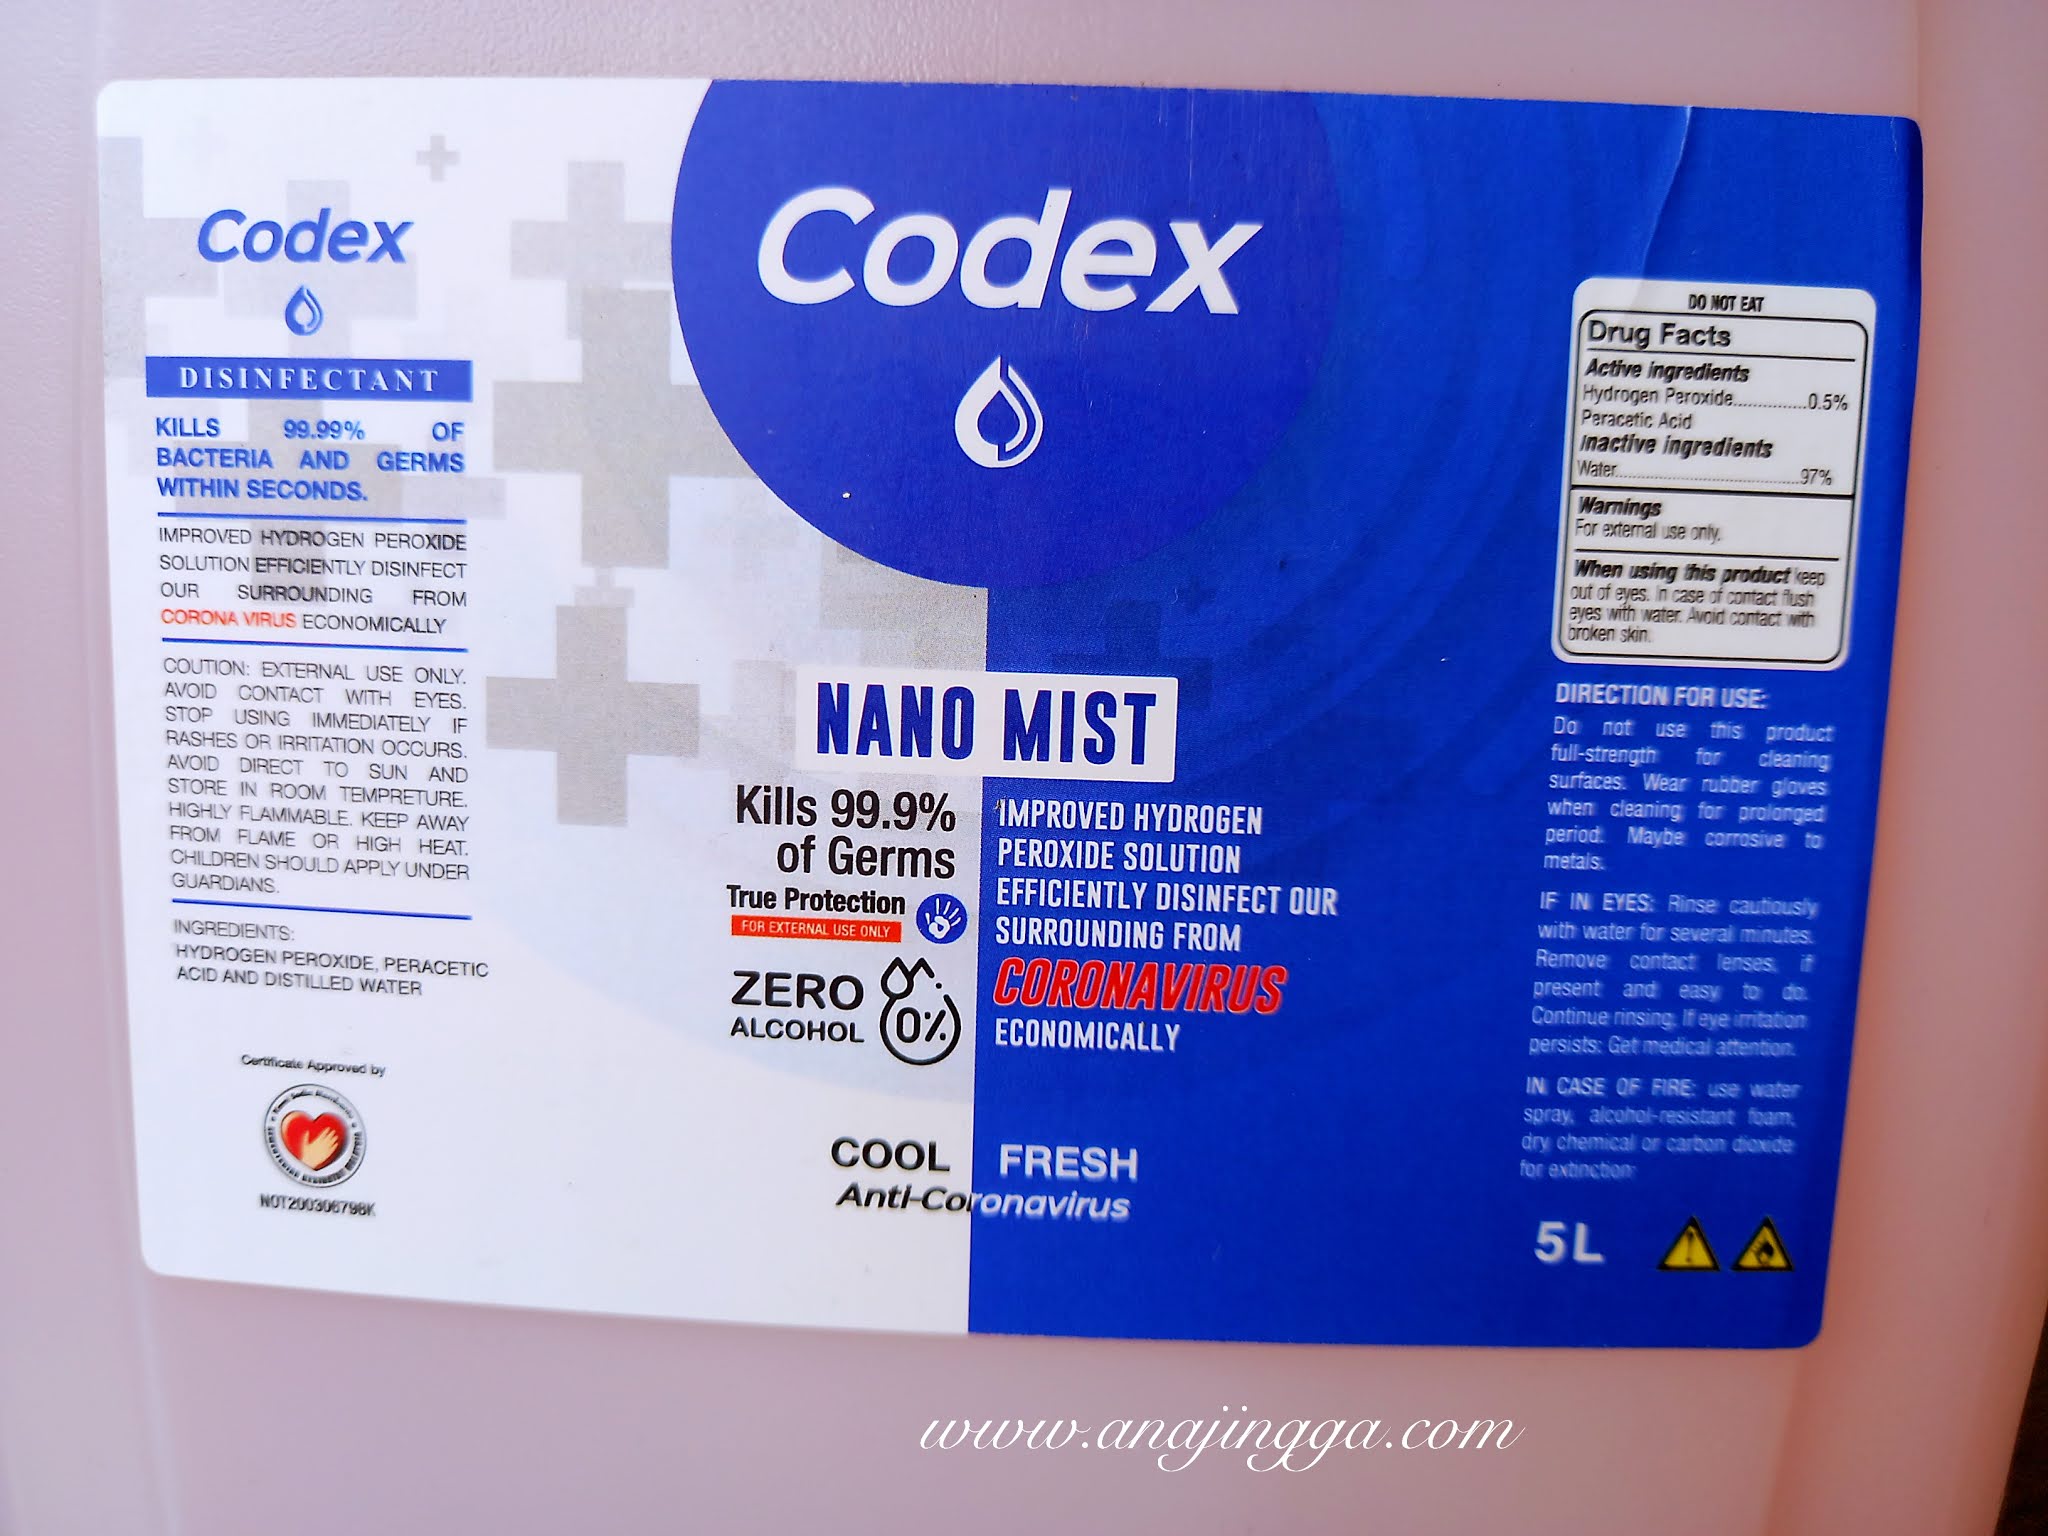 Codex
DISINFECTANT
KILLS 99.99% OF
BACTERIA AND GERMS
WITHIN SECONDS.
IMPROVED HYDROGEN PEROXIDE
SOLUTION EFFICIENTLY DISINFECT
OUR SURROUNDING FROM
CORONA VIRUS ECONOMICALLY
COUTION: EXTERNAL USE ONLY.
AVOID CONTACT WITH EYES.
STOP USING IMMEDIATELY IF
RASHES OR IRRITATION OCCURS.
AVOID DIRECT TO SUN AND
STORE IN ROOM TEMPRETURE.
HIGHLY FLAMMABLE. KEEP AWAY
FROM FLAME OR HIGH HEAT.
CHILDREN SHOULD APPLY UNDER
GUARDIANS.
INGREDIENTS:
HYDROGEN PEROXIDE, PERACETIC
ACID AND DISTILLED WATER
Certificate Approved by
NOT200306798K
Codex
NANO MIST
Kills 99.9%
of Germs
True Protection
FOR EXTERNAL USE ONLY
ZERO
ALCOHOL
0%
IMPROVED HYDROGEN
PEROXIDE SOLUTION
EFFICIENTLY DISINFECT OUR
SURROUNDING FROM
CORONAVIRUS
ECONOMICALLY
COOL FRESH
Anti-Coronavirus
DO NOT EAT
Drug Facts
Active ingredients
Hydrogen Peroxide...............0.5%
Peracetic Acid
Inactive ingredients
Water......................................97%
Warnings
For external use only.
When using this product keep
out of eyes. In case of contact flush
eyes with water. Avoid contact with
broken skin.
DIRECTION FOR USE:
Do not use this product
full-strength for cleaning
surfaces. Wear rubber gloves
when cleaning for prolonged
period. Maybe corrosive to
metals.
IF IN EYES: Rinse cautiously
with water for several minutes.
Remove contact lenses, if
present and easy to do.
Continue rinsing. If eye irritation
persists: Get medical attention.
IN CASE OF FIRE: use water
spray, alcohol-resistant foam,
dry chemical or carbon dioxide
for extinction
5L
www.anajingga.com